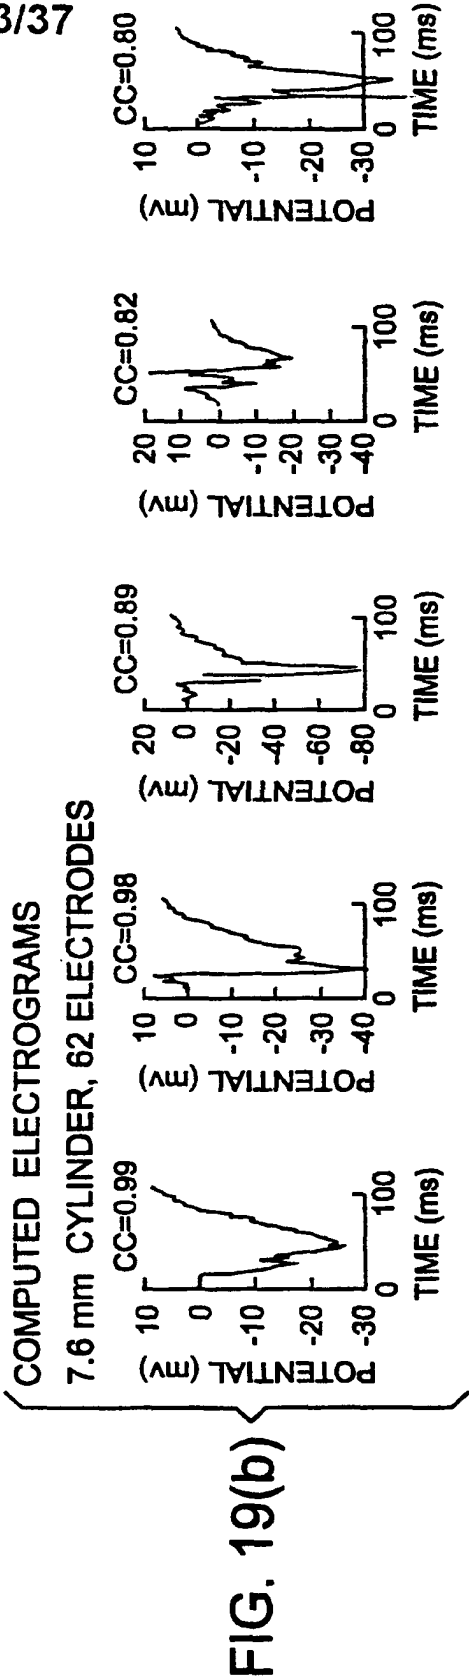 3/37
COMPUTED ELECTROGRAMS
7.6 mm CYLINDER, 62 ELECTRODES
CC=0.99
10
0
-10
-20
-30
POTENTIAL (mv)
0
100
TIME (ms)
CC=0.98
10
0
-10
-20
-30
-40
POTENTIAL (mv)
0
100
TIME (ms)
CC=0.89
20
0
-20
-40
-60
-80
POTENTIAL (mv)
0
100
TIME (ms)
CC=0.82
20
10
0
-10
-20
-30
-40
POTENTIAL (mv)
0
100
TIME (ms)
CC=0.80
10
0
-10
-20
-30
POTENTIAL (mv)
0
100
TIME (ms)
FIG. 19(b)